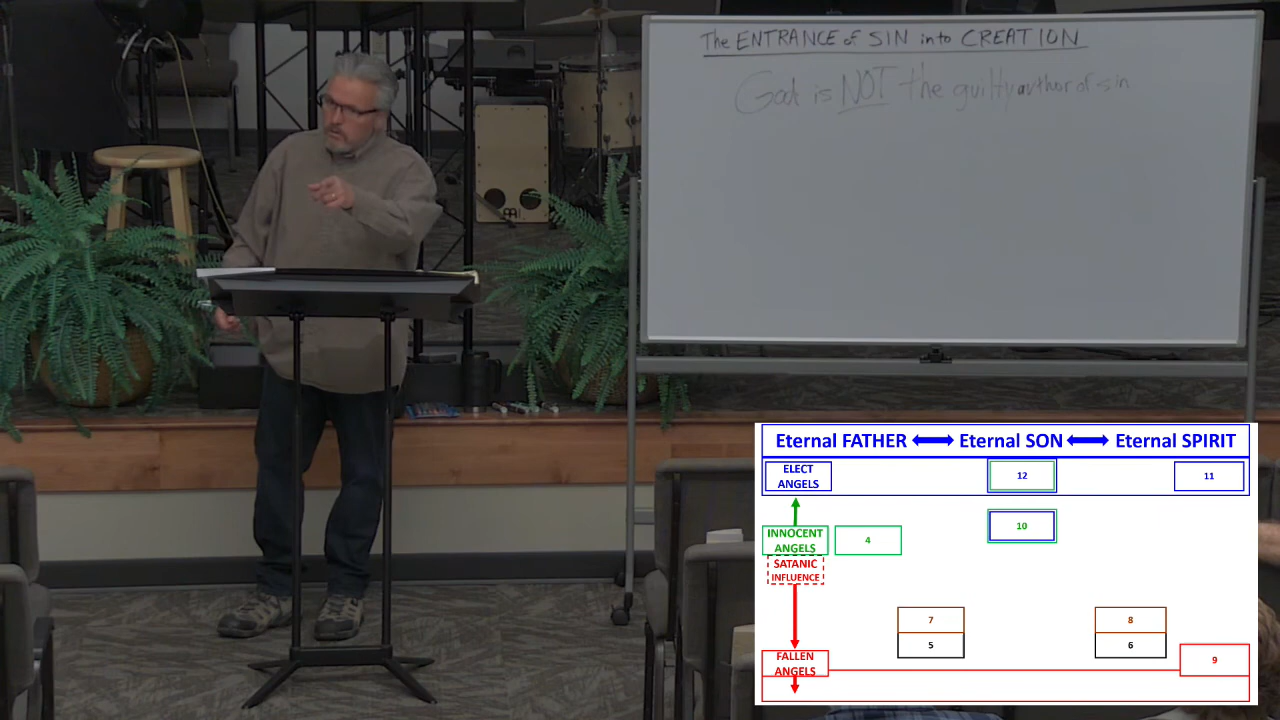 The ENTRANCE of SIN into CREATION
God is NOT the guilty author of sin
MEINL
Eternal FATHER Eternal SON Eternal SPIRIT
ELECT ANGELS 12 11
INNOCENT ANGELS 4 10
SATANIC INFLUENCE
7 8
5 6
FALLEN ANGELS 9